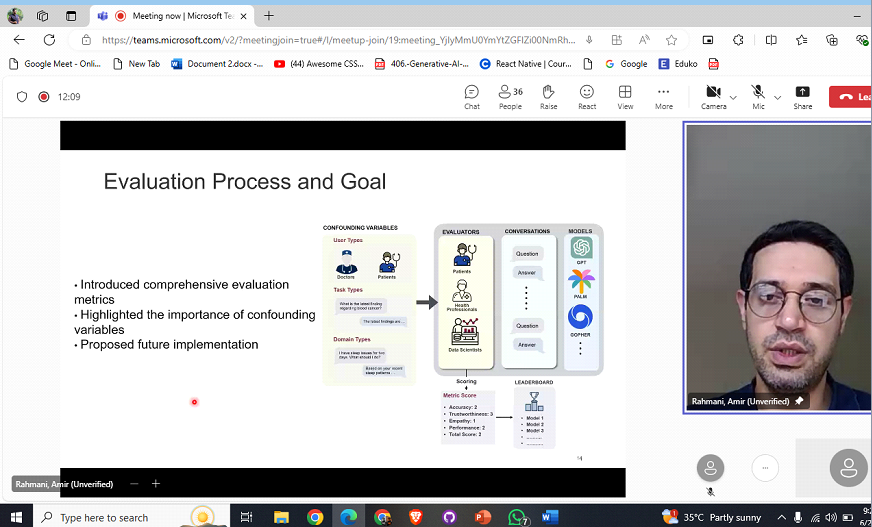 Meeting now | Microsoft Te
https://teams.microsoft.com/v2/?meetingjoin=true#/l/meetup-join/19:meeting_YjIyMmU0YmYtZGFlZi00NmRh...
Google Meet - Onli...
New Tab
Document 2.docx -...
(44) Awesome CSS...
406.-Generative-AI-...
React Native | Cour...
Google
Eduko
12:09
Chat
36
People
Raise
React
View
More
Camera
Mic
Share
Lea
Evaluation Process and Goal
• Introduced comprehensive evaluation
metrics
• Highlighted the importance of confounding
variables
• Proposed future implementation
CONFOUNDING VARIABLES
User Types
Doctors
Patients
Task Types
What is the latest finding
regarding blood cancer?
The latest findings are....
Domain Types
I have sleep issues for two
days. What should I do?
Based on your recent
sleep patterns
EVALUATORS
Patients
Health
Professionals
Data Scientists
CONVERSATIONS
Question
Answer
Question
Answer
MODELS
GPT
PALM
GOPHER
Scoring
Metric Score
• Accuracy: 2
• Trustworthiness: 3
• Empathy: 1
• Performance: 2
• Total Score: 2
LEADERBOARD
• Model 1
• Model 2
• Model 3
14
Rahmani, Amir (Unverified)
Rahmani, Amir (Unverified)
Type here to search
7
35°C Partly sunny